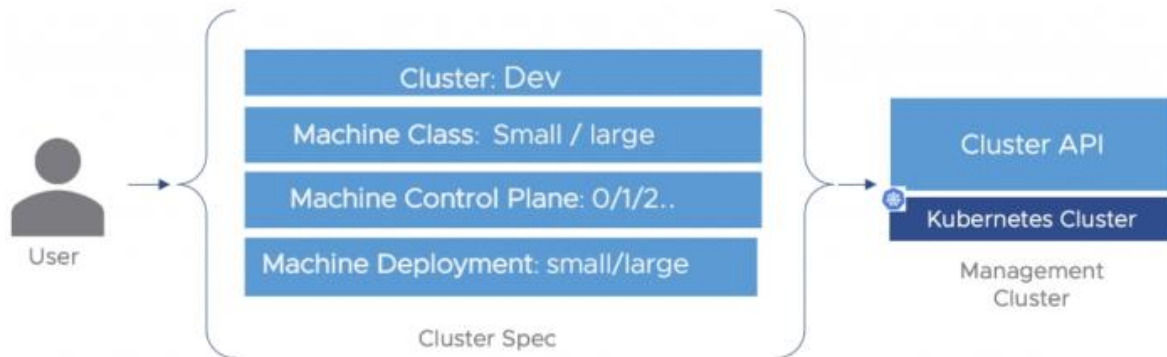 User
Cluster: Dev
Machine Class: Small / large
Machine Control Plane: 0/1/2..
Machine Deployment: small/large
Cluster Spec
Cluster API
Kubernetes Cluster
Management
Cluster